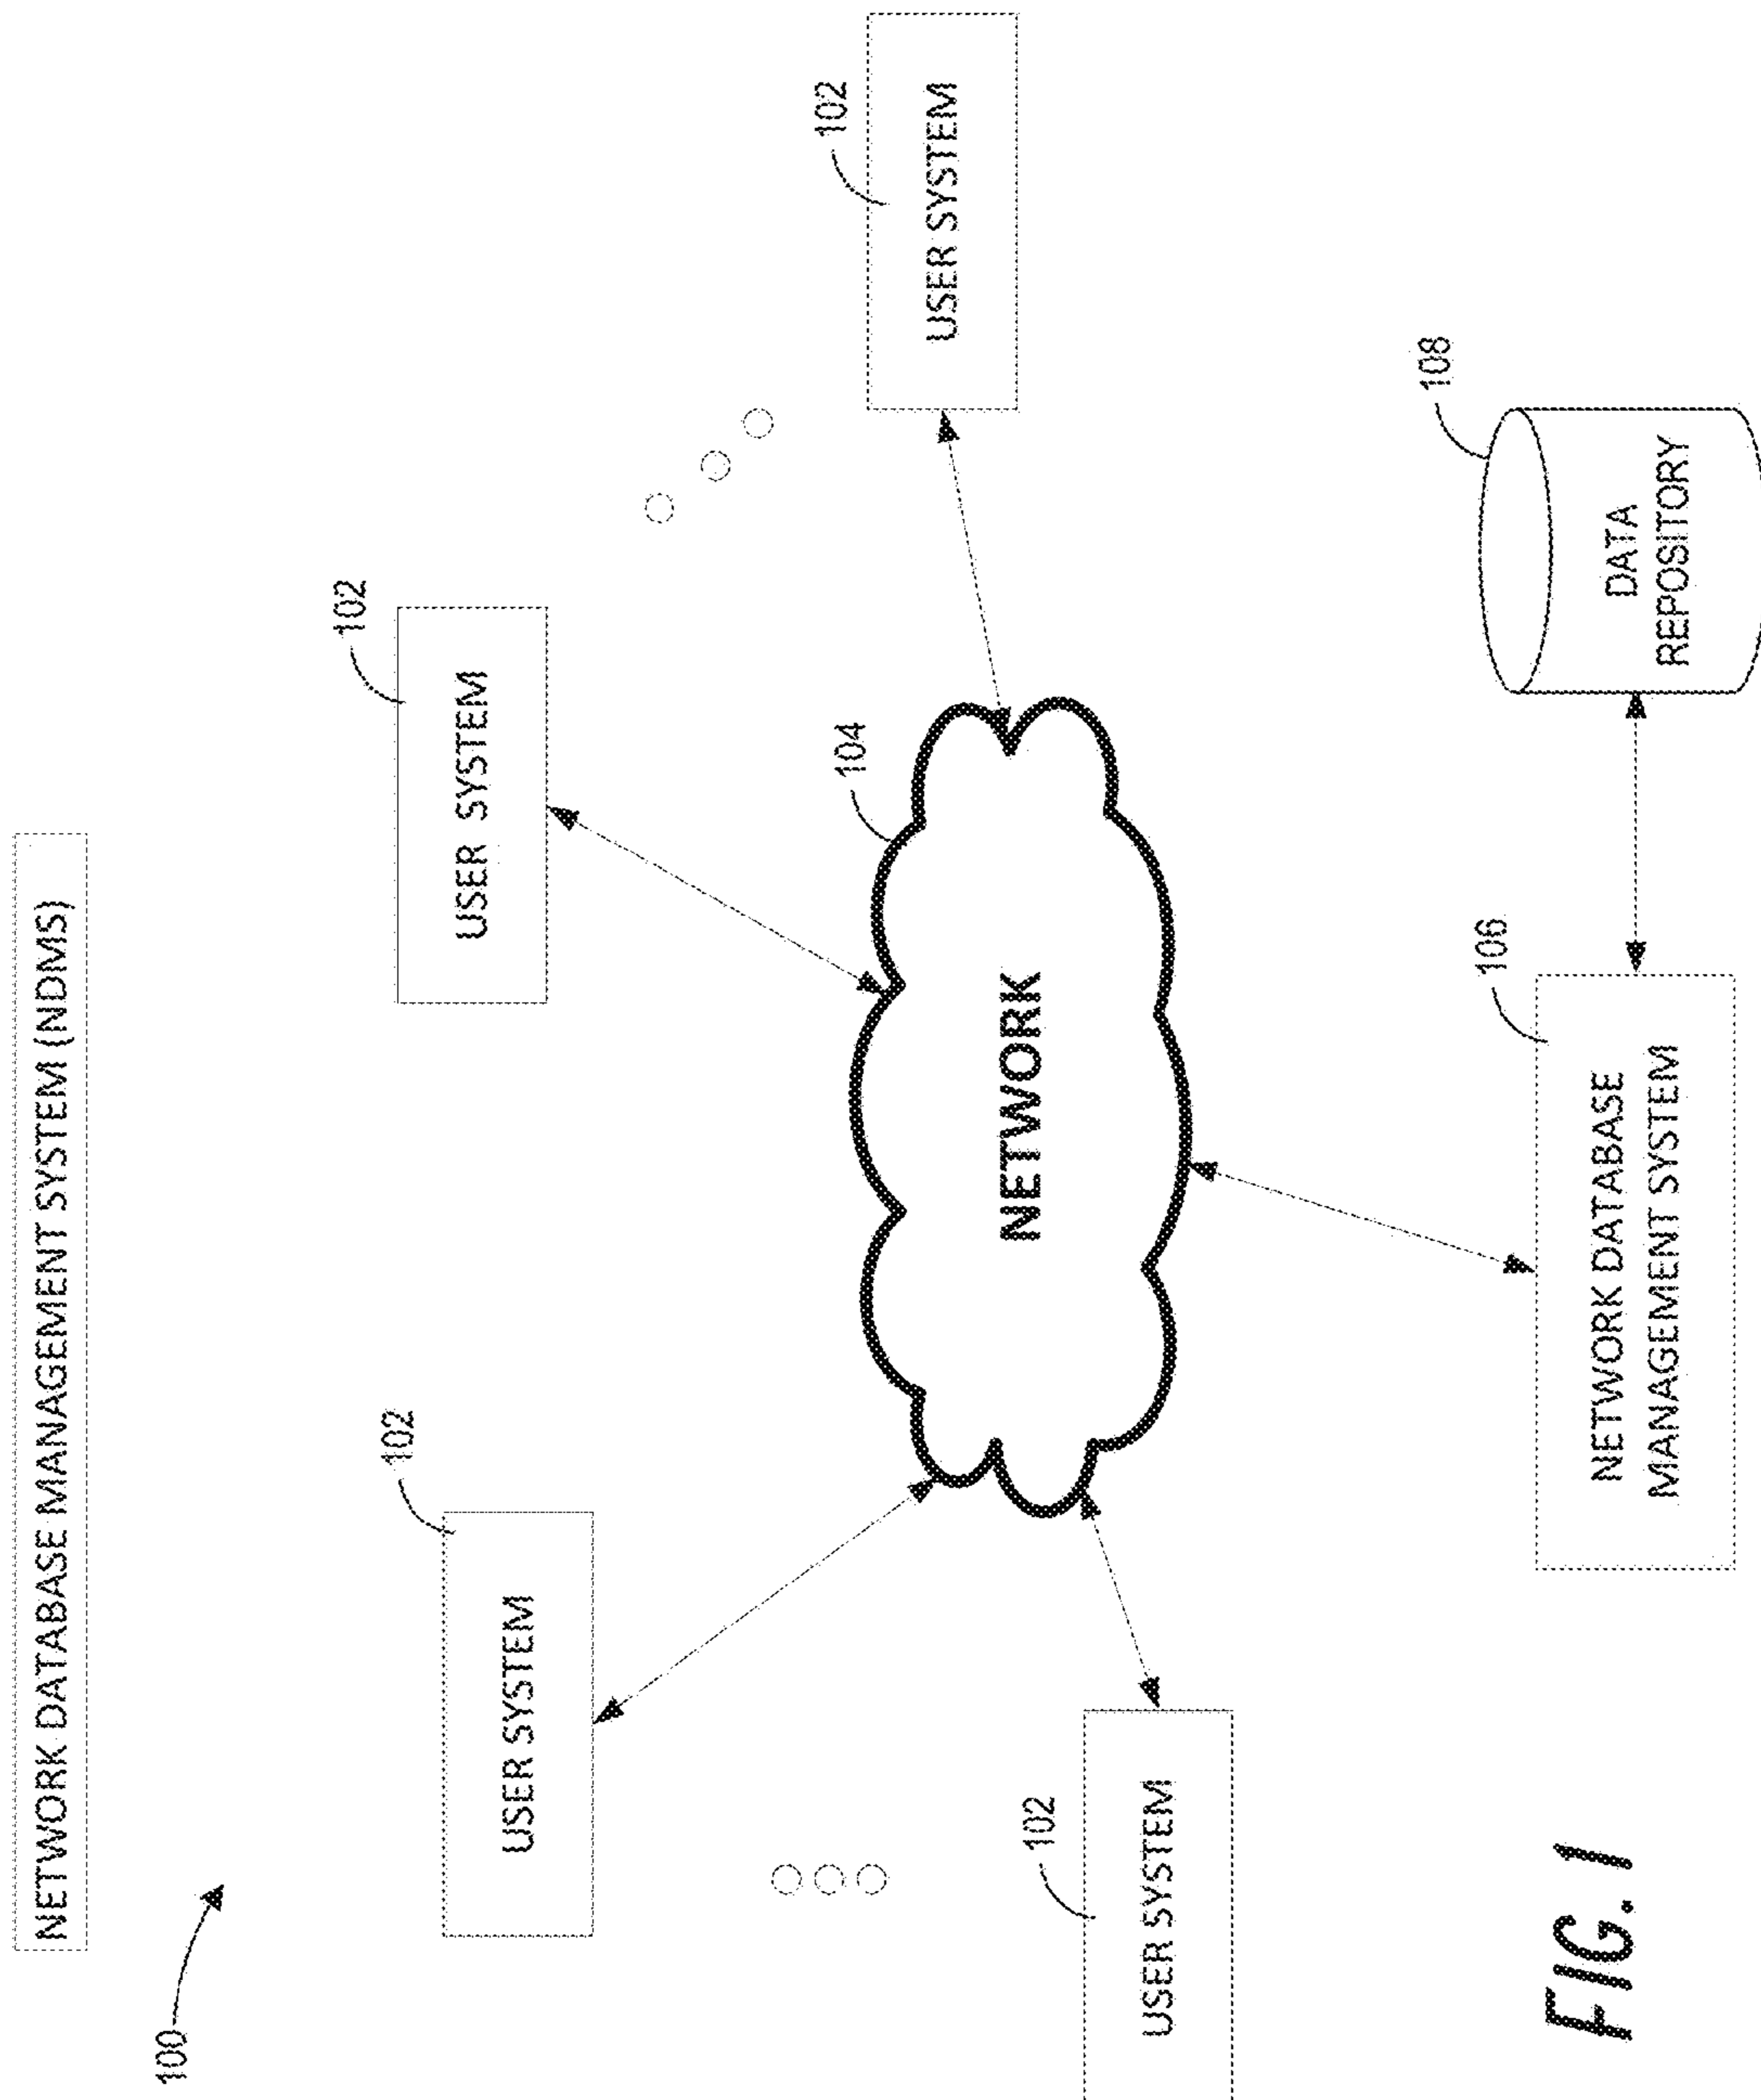 NETWORK DATABASE MANAGEMENT SYSTEM (NDMS)
100
102
USER SYSTEM
102
USER SYSTEM
102
USER SYSTEM
102
USER SYSTEM
104
NETWORK
106
NETWORK DATABASE
MANAGEMENT SYSTEM
108
DATA
REPOSITORY
FIG. 1